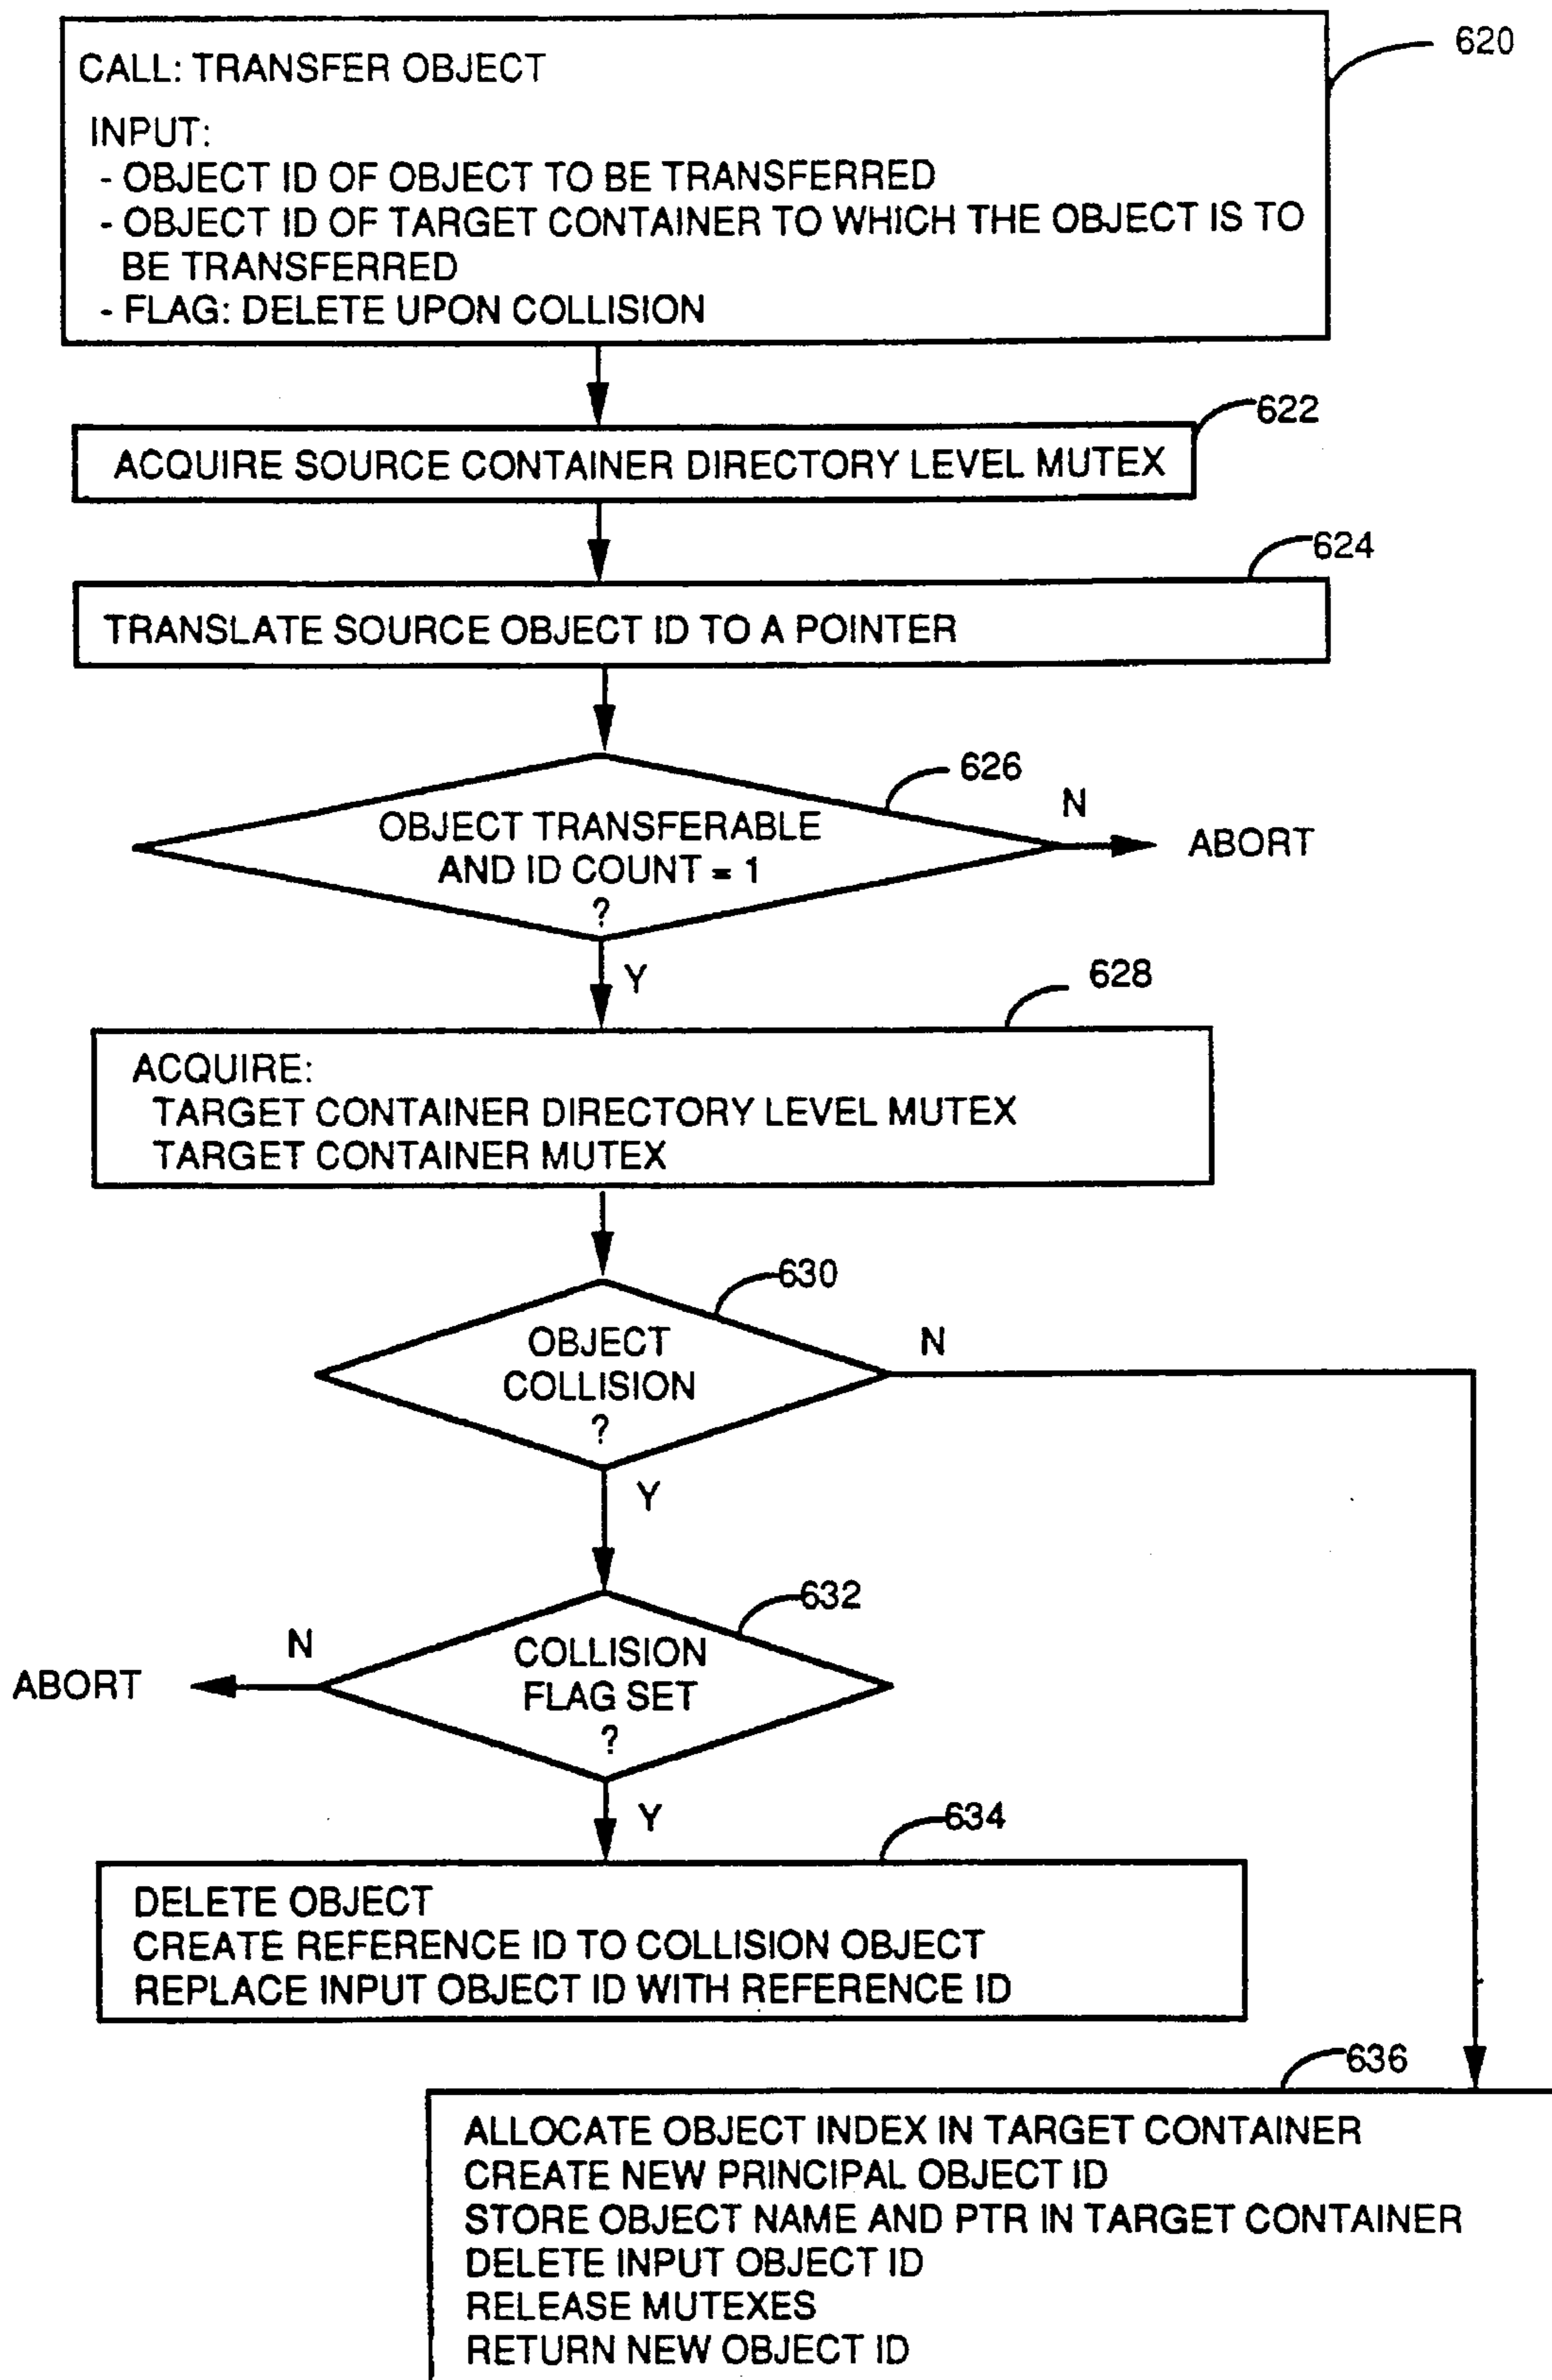 620
CALL: TRANSFER OBJECT
INPUT:
- OBJECT ID OF OBJECT TO BE TRANSFERRED
- OBJECT ID OF TARGET CONTAINER TO WHICH THE OBJECT IS TO
BE TRANSFERRED
- FLAG: DELETE UPON COLLISION
622
ACQUIRE SOURCE CONTAINER DIRECTORY LEVEL MUTEX
624
TRANSLATE SOURCE OBJECT ID TO A POINTER
626
OBJECT TRANSFERABLE
AND ID COUNT = 1
?
N
ABORT
Y
628
ACQUIRE:
TARGET CONTAINER DIRECTORY LEVEL MUTEX
TARGET CONTAINER MUTEX
630
OBJECT
COLLISION
?
N
Y
632
COLLISION
FLAG SET
?
N
ABORT
Y
634
DELETE OBJECT
CREATE REFERENCE ID TO COLLISION OBJECT
REPLACE INPUT OBJECT ID WITH REFERENCE ID
636
ALLOCATE OBJECT INDEX IN TARGET CONTAINER
CREATE NEW PRINCIPAL OBJECT ID
STORE OBJECT NAME AND PTR IN TARGET CONTAINER
DELETE INPUT OBJECT ID
RELEASE MUTEXES
RETURN NEW OBJECT ID